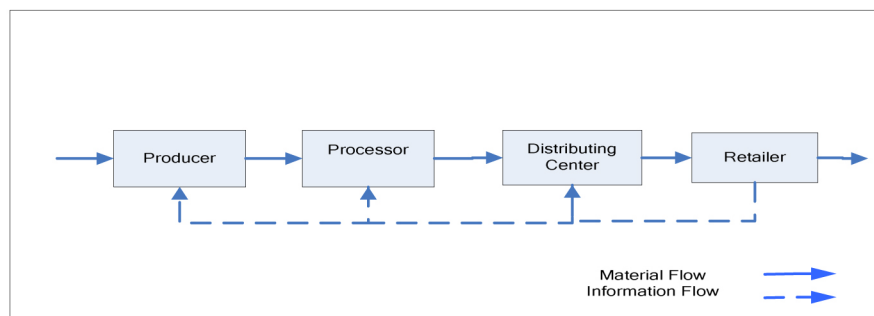 Producer
Processor
Distributing
Center
Retailer
Material Flow
Information Flow